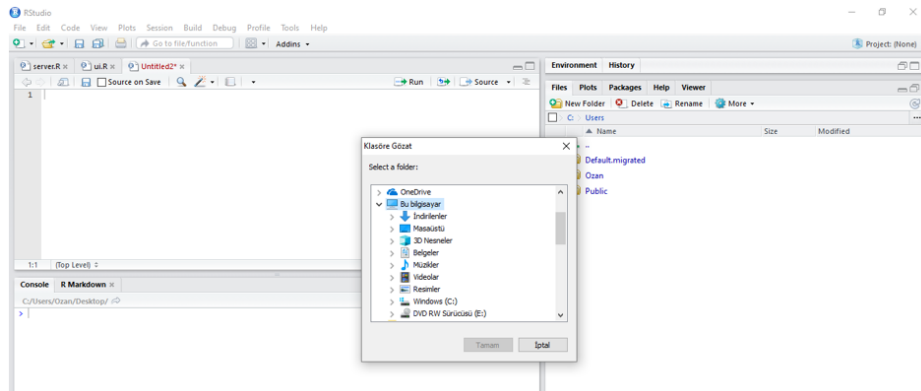 RStudio
File Edit Code View Plots Session Build Debug Profile Tools Help
Go to file/function Addins Project: (None)
server.R ui.R Untitled2*
Source on Save Run Source
1
1:1 (Top Level)
Console R Markdown
C:/Users/Ozan/Desktop/
>
Environment History
Files Plots Packages Help Viewer
New Folder Delete Rename More
C: Users
Name Size Modified
..
Default.migrated
Ozan
Public
Klasöre Gözat
Select a folder:
OneDrive
Bu bilgisayar
İndirilenler
Masaüstü
3D Nesneler
Belgeler
Müzikler
Videolar
Resimler
Windows (C:)
DVD RW Sürücüsü (E:)
Tamam İptal